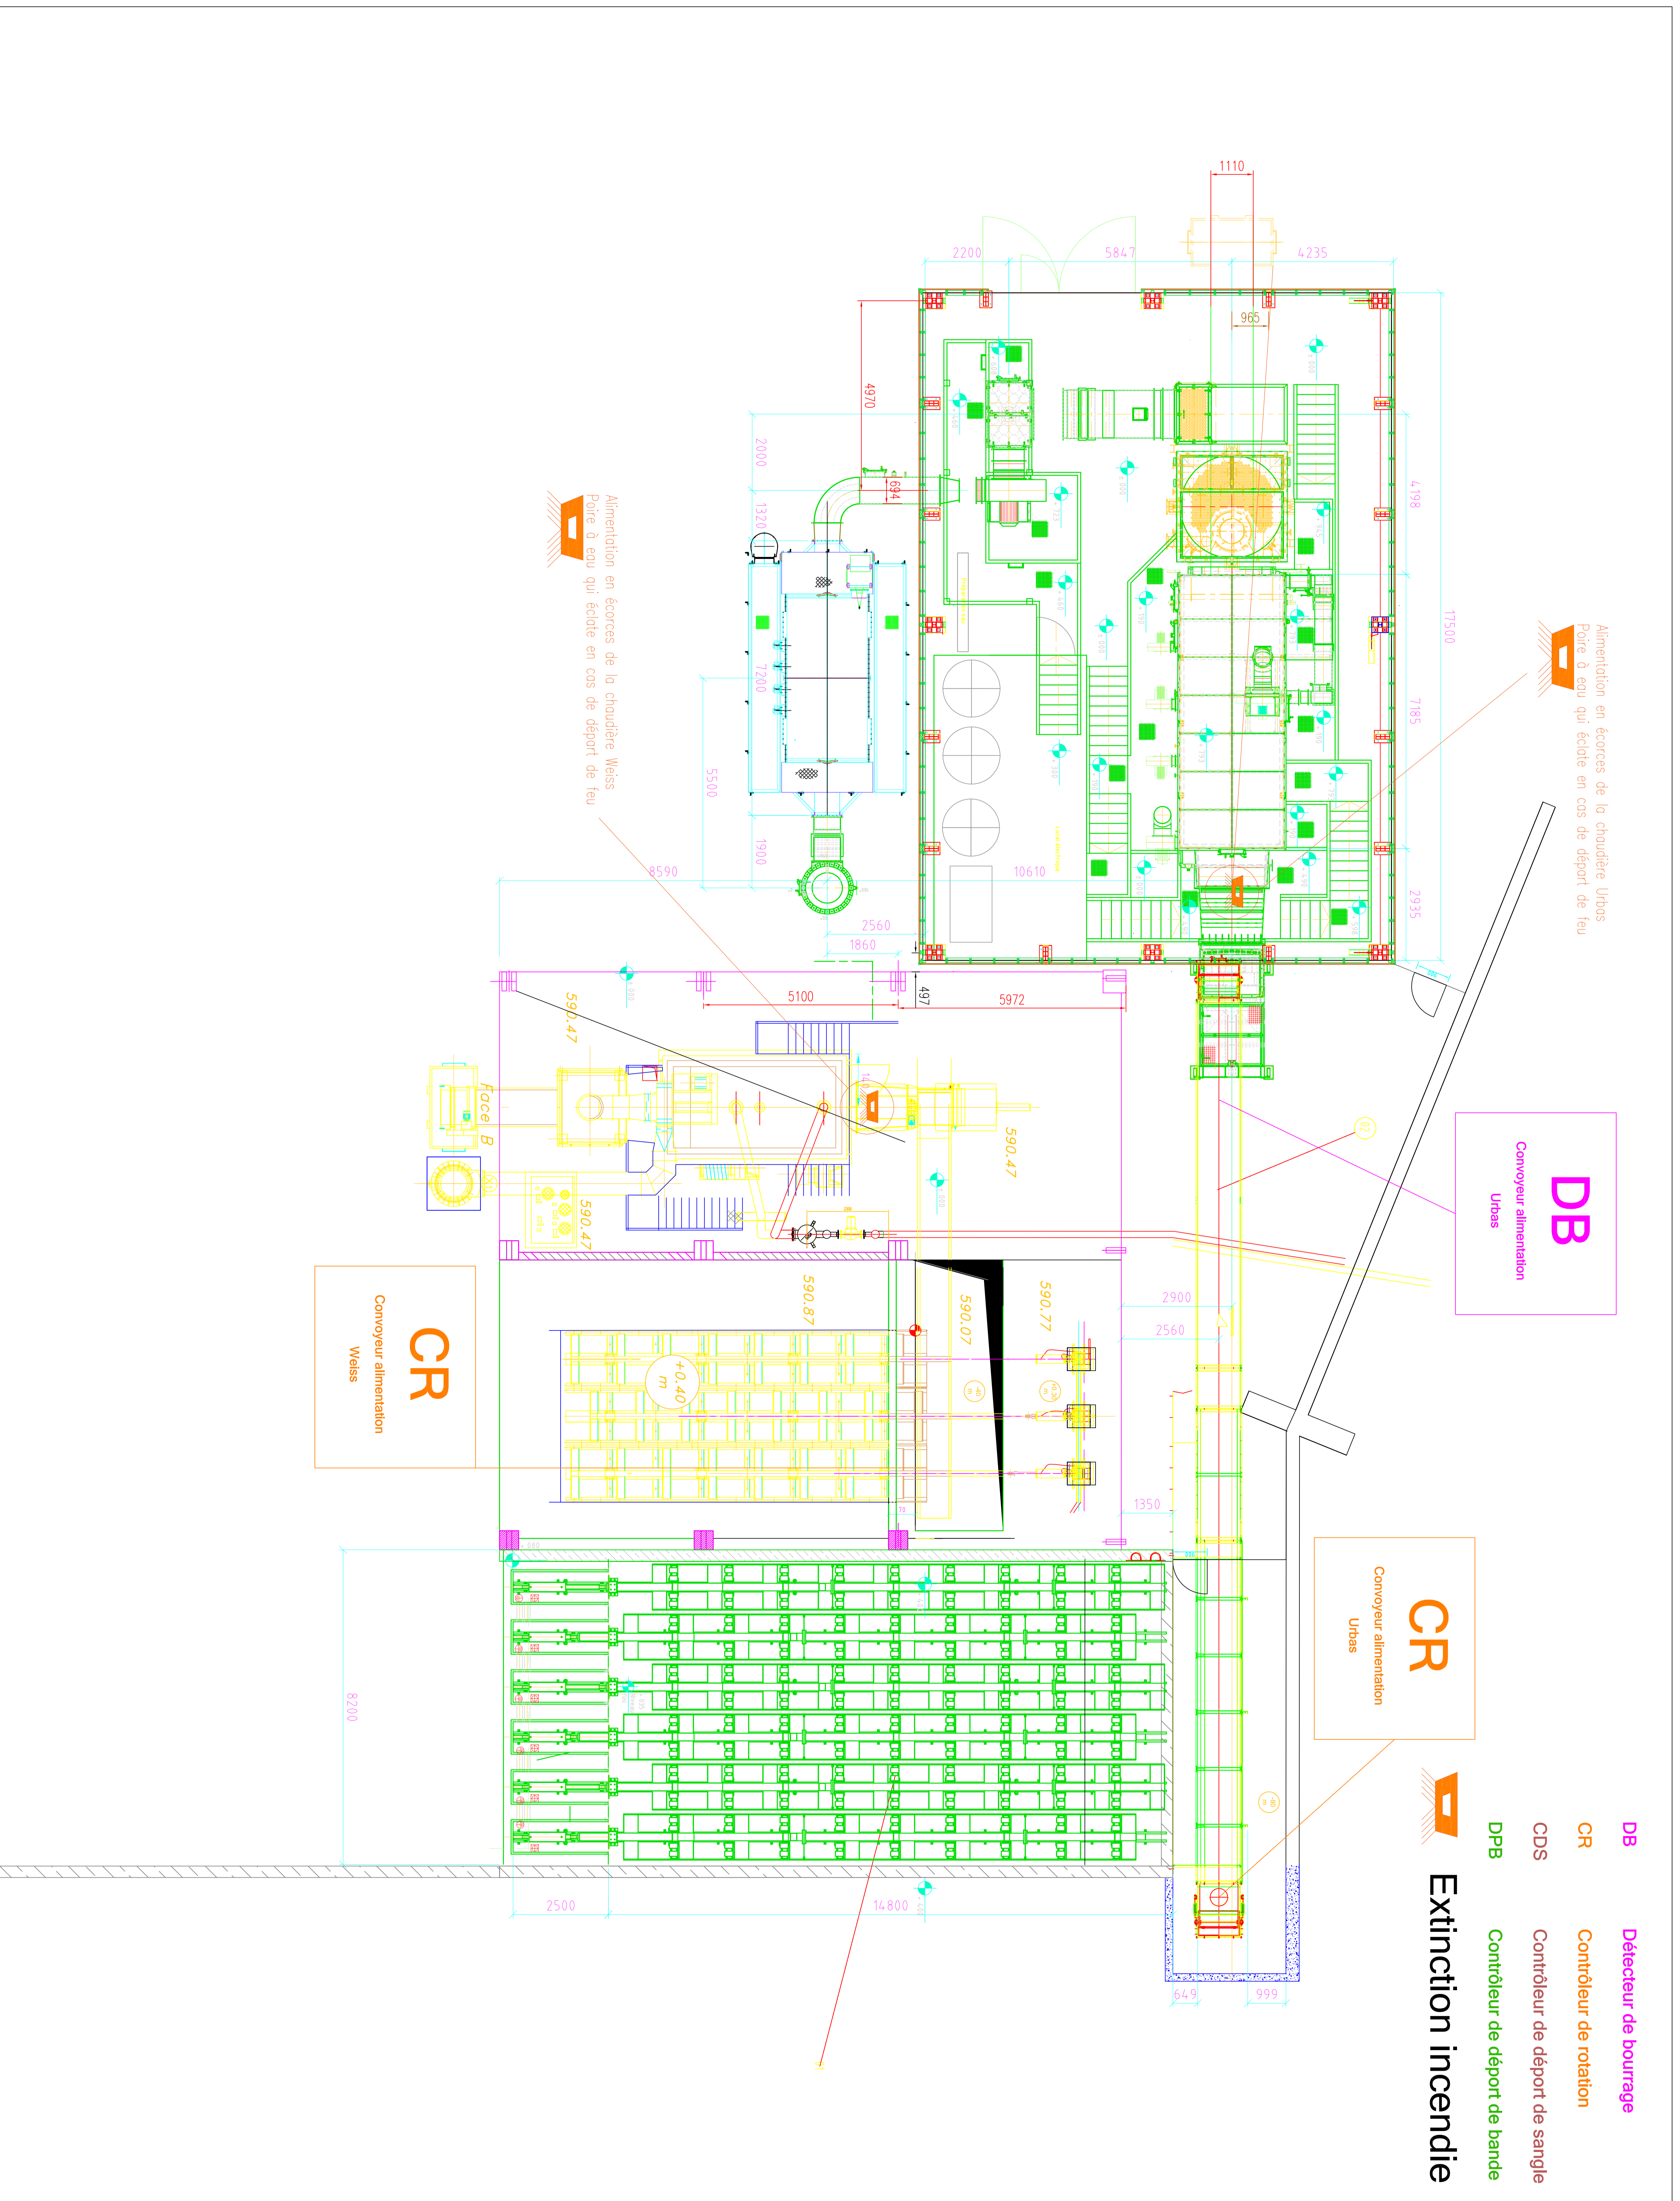 DB Détecteur de bourrage
CR Contrôleur de rotation
CDS Contrôleur de déport de sangle
DPB Contrôleur de déport de bande
Extinction incendie
Alimentation en écorces de la chaudière Urbas
Poire à eau qui éclate en cas de départ de feu
DB
Convoyeur alimentation
Urbas
CR
Convoyeur alimentation
Urbas
17500
4198
7185
2935
4235
5847
2200
1110
965
62
649
999
2900
2560
1350
10610
8590
4970
694
2000
1320
7200
1900
5500
2560
1860
497
5972
5100
590.47
590.77
590.07
590.87
590.47
590.47
Face B
+0.40
m
14800
2500
8200
Alimentation en écorces de la chaudière Weiss
Poire à eau qui éclate en cas de départ de feu
CR
Convoyeur alimentation
Weiss